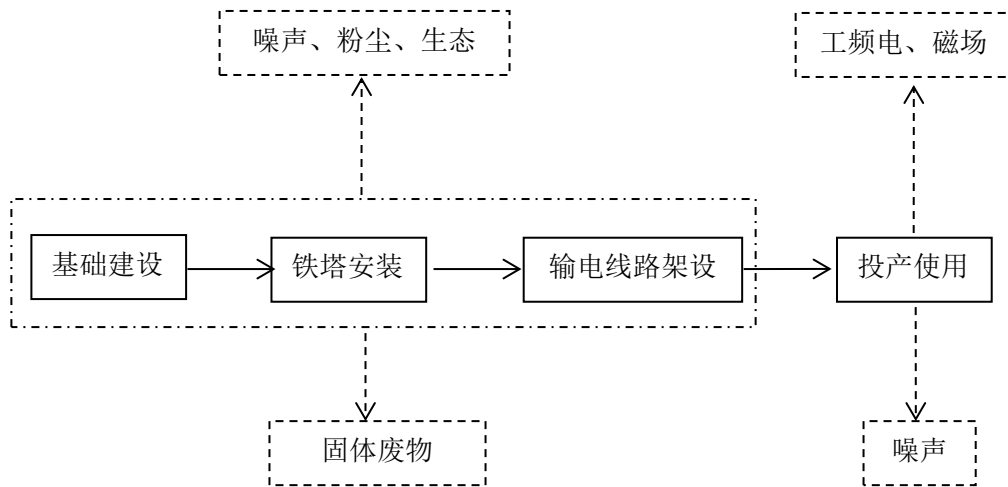 噪声、粉尘、生态
工频电、磁场
基础建设
铁塔安装
输电线路架设
投产使用
固体废物
噪声